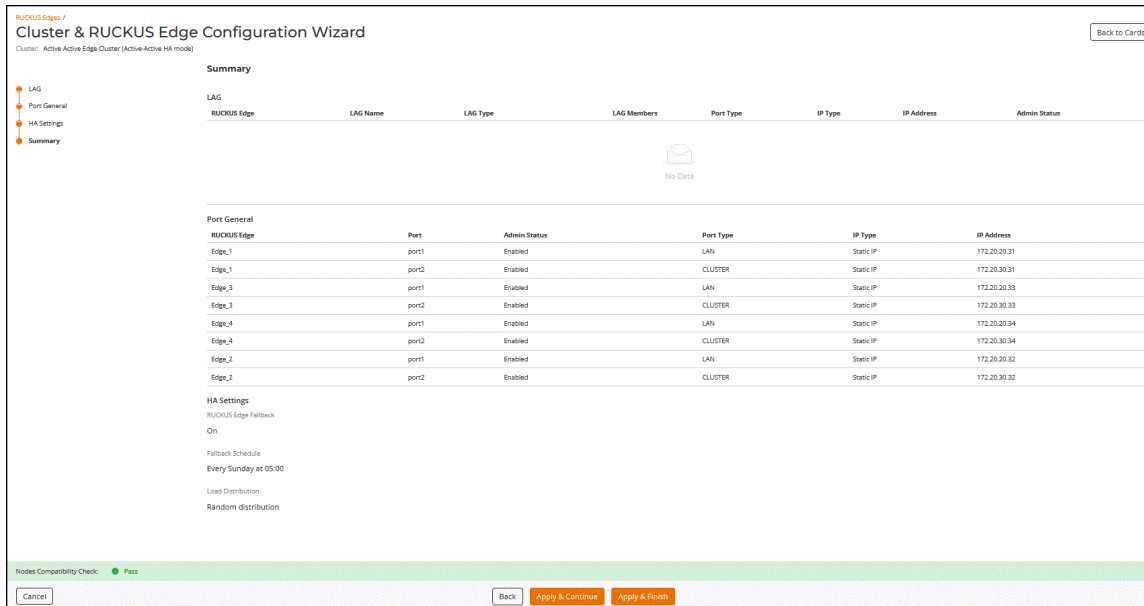 RUCKUS Edges /
Cluster & RUCKUS Edge Configuration Wizard
Back to Cards
Cluster: Active Active Edge Cluster (Active-Active HA mode)
Summary
LAG
Port General
HA Settings
Summary
LAG
RUCKUS Edge LAG Name LAG Type LAG Members Port Type IP Type IP Address Admin Status
No Data
Port General
RUCKUS Edge Port Admin Status Port Type IP Type IP Address
Edge_1 port1 Enabled LAN Static IP 172.20.20.31
Edge_1 port2 Enabled CLUSTER Static IP 172.20.30.31
Edge_3 port1 Enabled LAN Static IP 172.20.20.33
Edge_3 port2 Enabled CLUSTER Static IP 172.20.30.33
Edge_4 port1 Enabled LAN Static IP 172.20.20.34
Edge_4 port2 Enabled CLUSTER Static IP 172.20.30.34
Edge_2 port1 Enabled LAN Static IP 172.20.20.32
Edge_2 port2 Enabled CLUSTER Static IP 172.20.30.32
HA Settings
RUCKUS Edge Fallback
On
Fallback Schedule
Every Sunday at 05:00
Load Distribution
Random distribution
Nodes Compatibility Check: Pass
Cancel Back Apply & Continue Apply & Finish